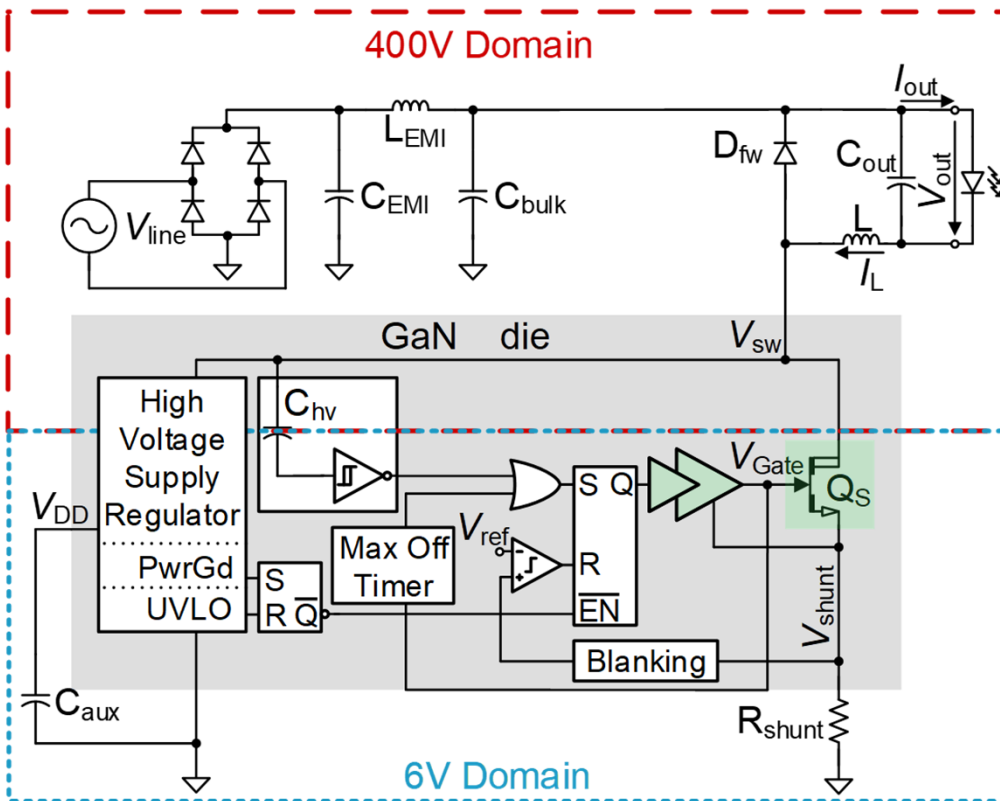 400V Domain
I_out
L_EMI
D_fw
C_out
V_out
V_line
C_EMI
C_bulk
L
I_L
GaN die
V_sw
High
Voltage
Supply
Regulator
C_hv
V_DD
V_Gate
Q_S
S Q
V_ref
Max Off
Timer
- +
R
PwrGd
UVLO
S
R Q̅
E̅N̅
V_shunt
Blanking
C_aux
R_shunt
6V Domain